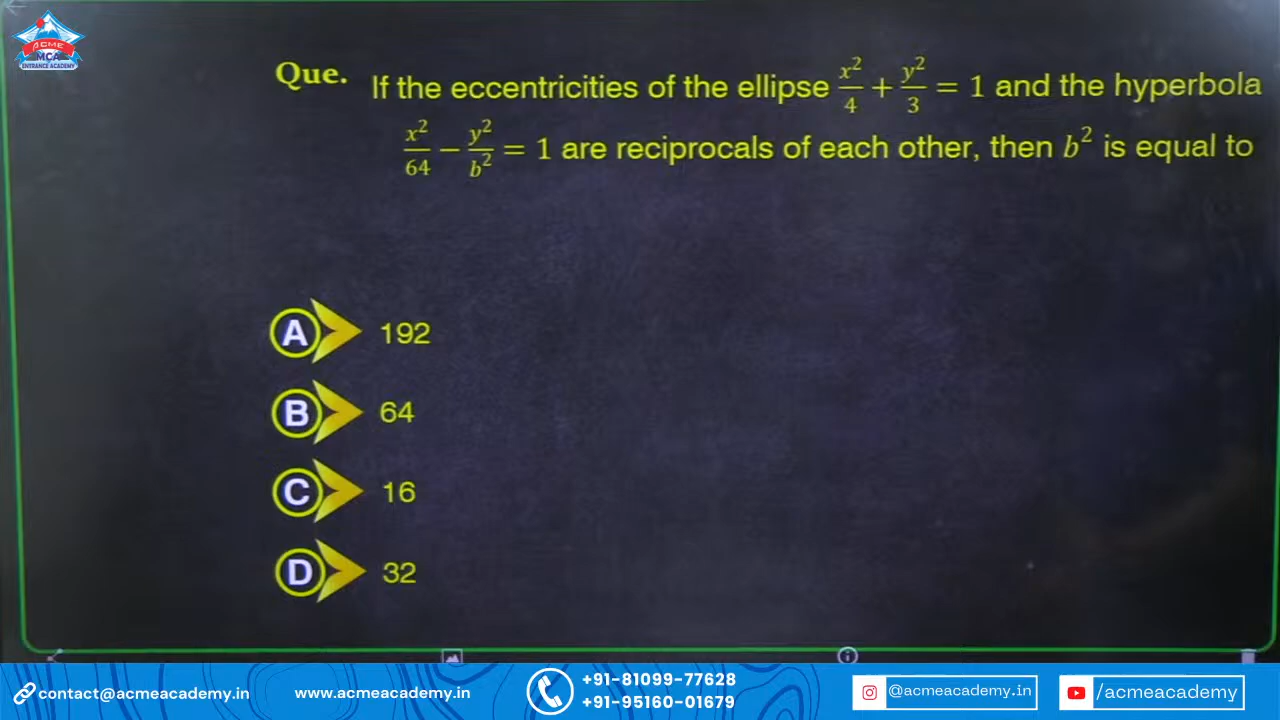 ACME
MCA
ENTRANCE ACADEMY
Que. If the eccentricities of the ellipse x²/4 + y²/3 = 1 and the hyperbola
x²/64 − y²/b² = 1 are reciprocals of each other, then b² is equal to
A 192
B 64
C 16
D 32
contact@acmeacademy.in www.acmeacademy.in +91-81099-77628 @acmeacademy.in /acmeacademy
+91-95160-01679